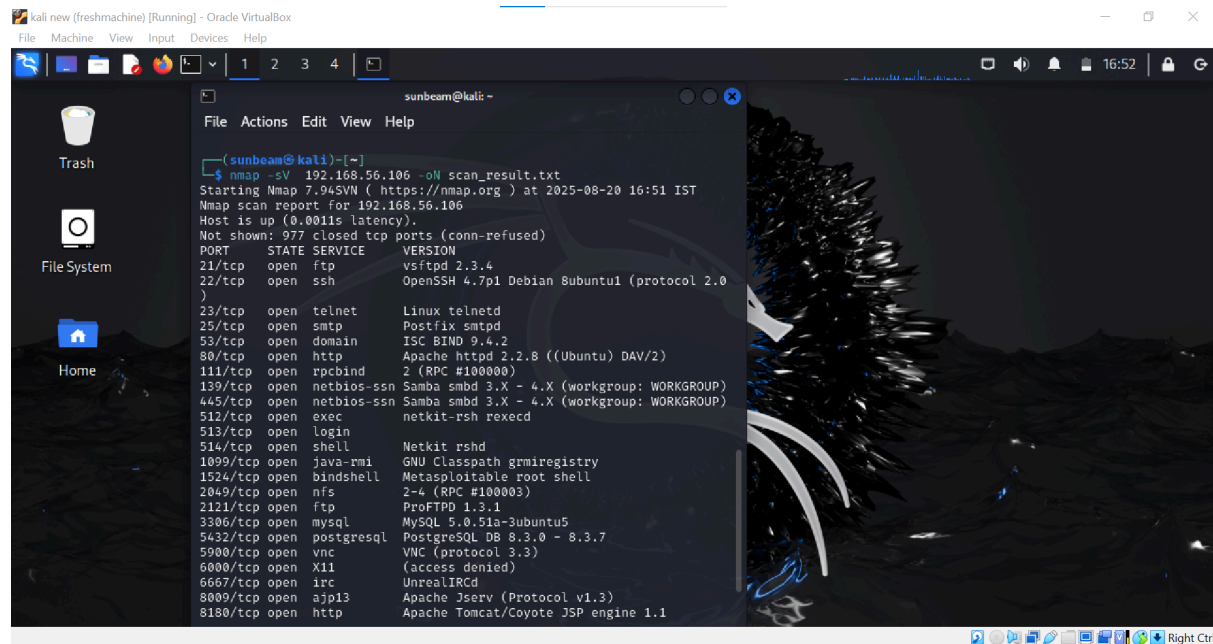 kali new (freshmachine) [Running] - Oracle VirtualBox
File Machine View Input Devices Help
1 2 3 4 16:52
sunbeam@kali: ~
File Actions Edit View Help
Trash
File System
Home
┌──(sunbeam㉿kali)-[~]
└─$ nmap -sV  192.168.56.106 -oN scan_result.txt
Starting Nmap 7.94SVN ( https://nmap.org ) at 2025-08-20 16:51 IST
Nmap scan report for 192.168.56.106
Host is up (0.0011s latency).
Not shown: 977 closed tcp ports (conn-refused)
PORT     STATE SERVICE     VERSION
21/tcp   open  ftp         vsftpd 2.3.4
22/tcp   open  ssh         OpenSSH 4.7p1 Debian 8ubuntu1 (protocol 2.0
)
23/tcp   open  telnet      Linux telnetd
25/tcp   open  smtp        Postfix smtpd
53/tcp   open  domain      ISC BIND 9.4.2
80/tcp   open  http        Apache httpd 2.2.8 ((Ubuntu) DAV/2)
111/tcp  open  rpcbind     2 (RPC #100000)
139/tcp  open  netbios-ssn Samba smbd 3.X - 4.X (workgroup: WORKGROUP)
445/tcp  open  netbios-ssn Samba smbd 3.X - 4.X (workgroup: WORKGROUP)
512/tcp  open  exec        netkit-rsh rexecd
513/tcp  open  login
514/tcp  open  shell       Netkit rshd
1099/tcp open  java-rmi    GNU Classpath grmiregistry
1524/tcp open  bindshell   Metasploitable root shell
2049/tcp open  nfs         2-4 (RPC #100003)
2121/tcp open  ftp         ProFTPD 1.3.1
3306/tcp open  mysql       MySQL 5.0.51a-3ubuntu5
5432/tcp open  postgresql  PostgreSQL DB 8.3.0 - 8.3.7
5900/tcp open  vnc         VNC (protocol 3.3)
6000/tcp open  X11         (access denied)
6667/tcp open  irc         UnrealIRCd
8009/tcp open  ajp13       Apache Jserv (Protocol v1.3)
8180/tcp open  http        Apache Tomcat/Coyote JSP engine 1.1
Right Ctrl